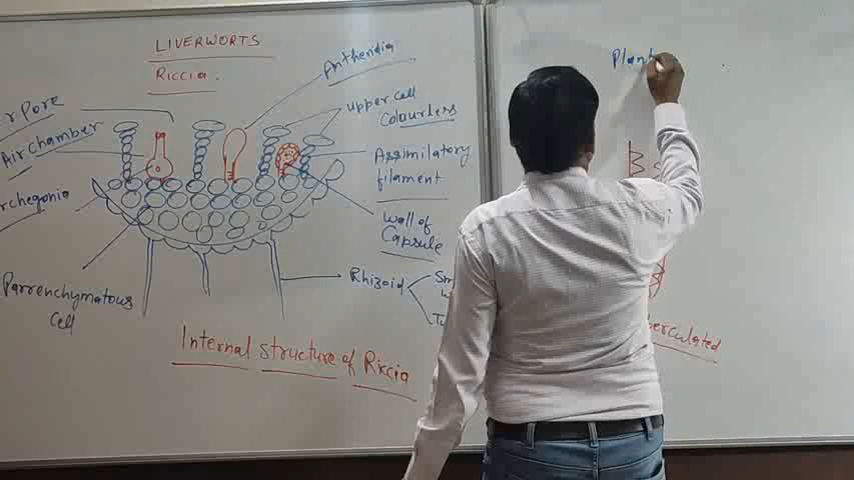 LIVERWORTS
RICCIA.
Antheridia
r Pore
Upper cell
Colourless
Air chamber
Assimilatory
filament
rchegonia
Wall of
Capsule
Parrenchymatous
Cell
Rhizoid
Internal structure of Riccia
Plant
erculated